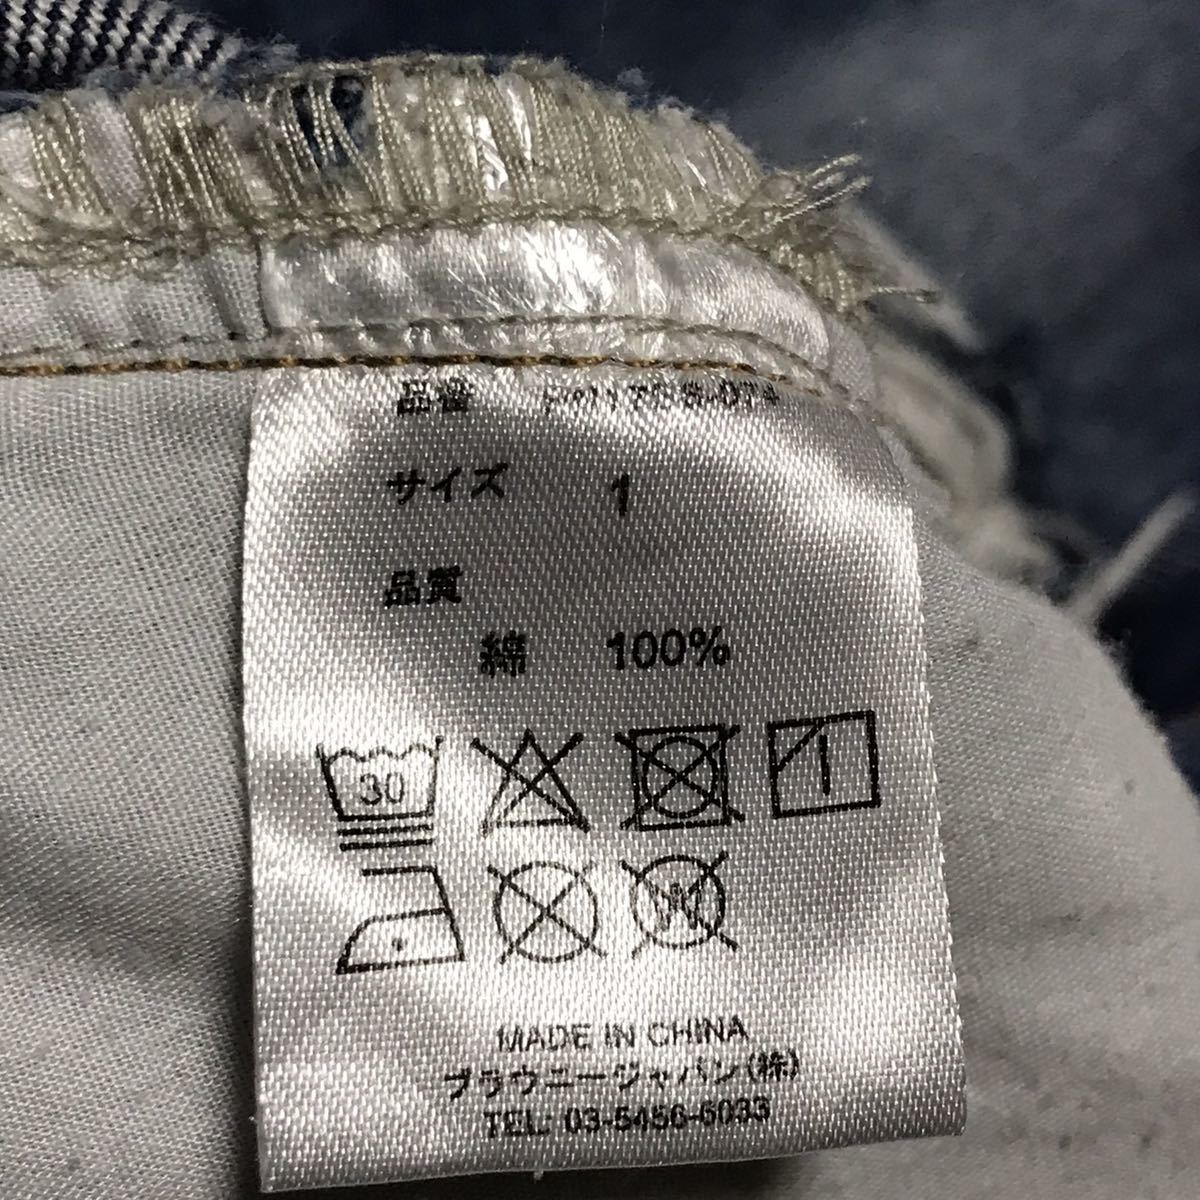 品番
サイズ 1
品質
綿 100%
30
W
MADE IN CHINA
ブラウニージャパン(株)
TEL: 03-5456-6033